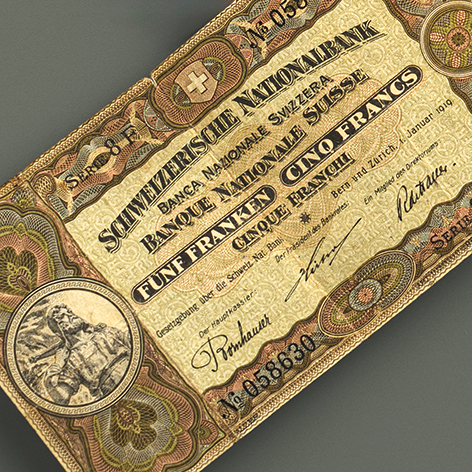 No 058
SERIE 8 F
SCHWEIZERISCHE NATIONALBANK
BANCA NAZIONALE SVIZZERA
BANQUE NATIONALE SUISSE
FÜNF FRANKEN CINQ FRANCS
CINQUE FRANCHI
Bern und Zürich, 1. Januar 1919
Gesetzgebung über die Schweiz. Nat. Bank
Der Hauptkassier, Der Präsident des Bankrates, Ein Mitglied des Direktoriums
Bornhauser
No 058630
SERIE